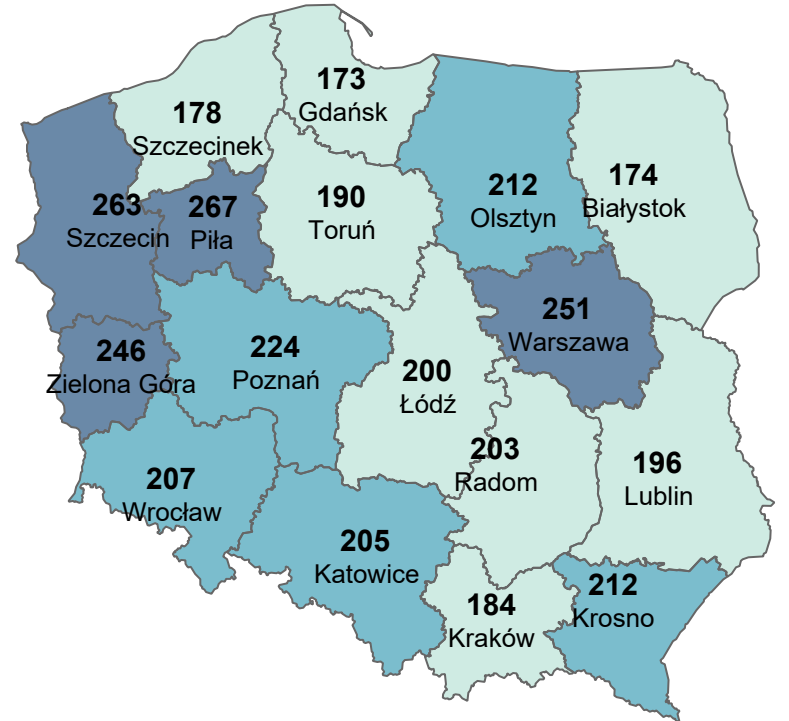 173
Gdańsk
178
Szczecinek
174
Białystok
212
Olsztyn
190
Toruń
263
Szczecin
267
Piła
251
Warszawa
246
Zielona Góra
224
Poznań
200
Łódź
203
Radom
196
Lublin
207
Wrocław
205
Katowice
184
Kraków
212
Krosno